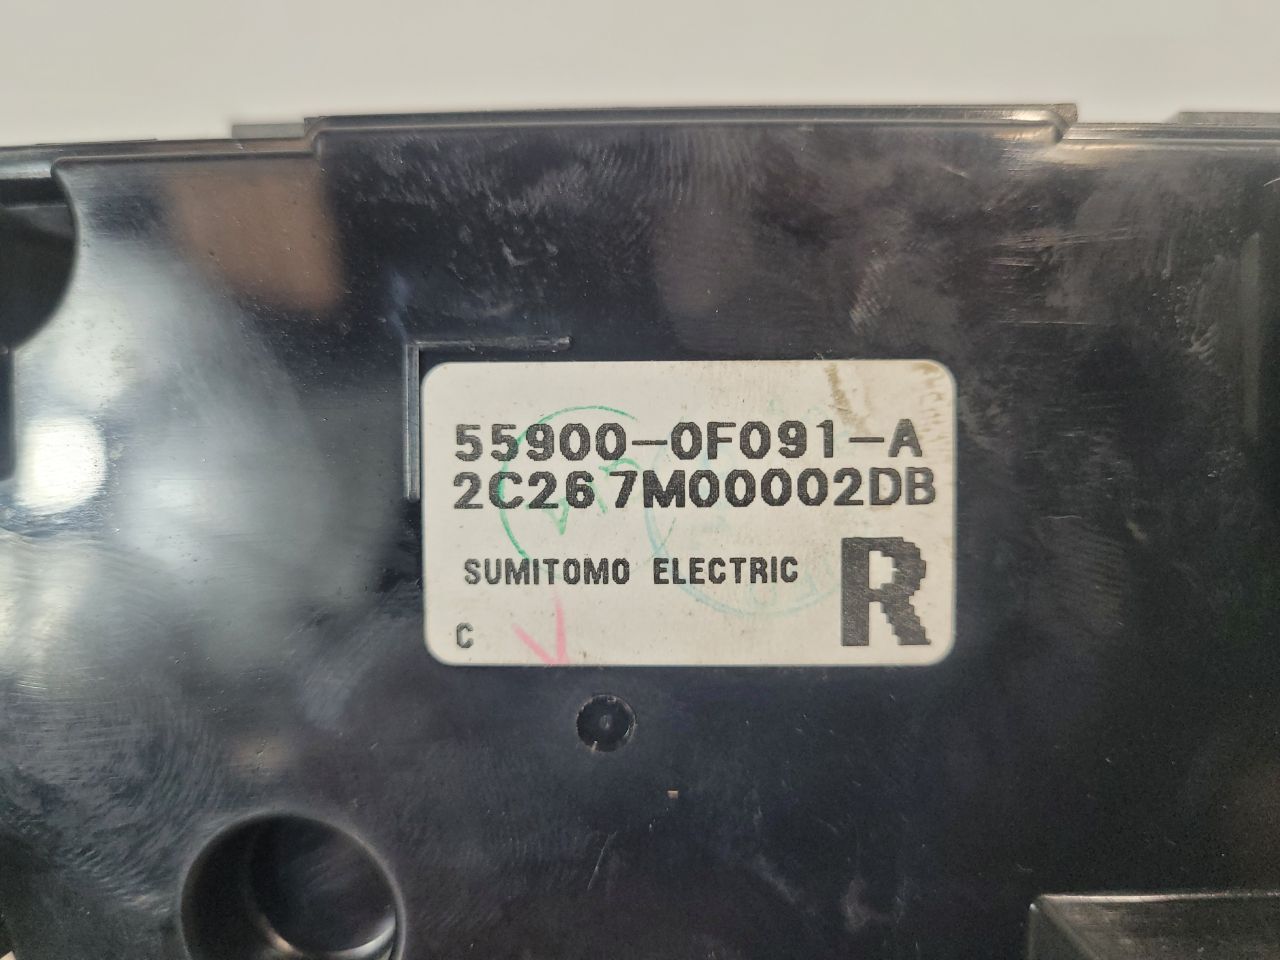 55900-0F091-A
2C267M00002DB
SUMITOMO ELECTRIC
R
C